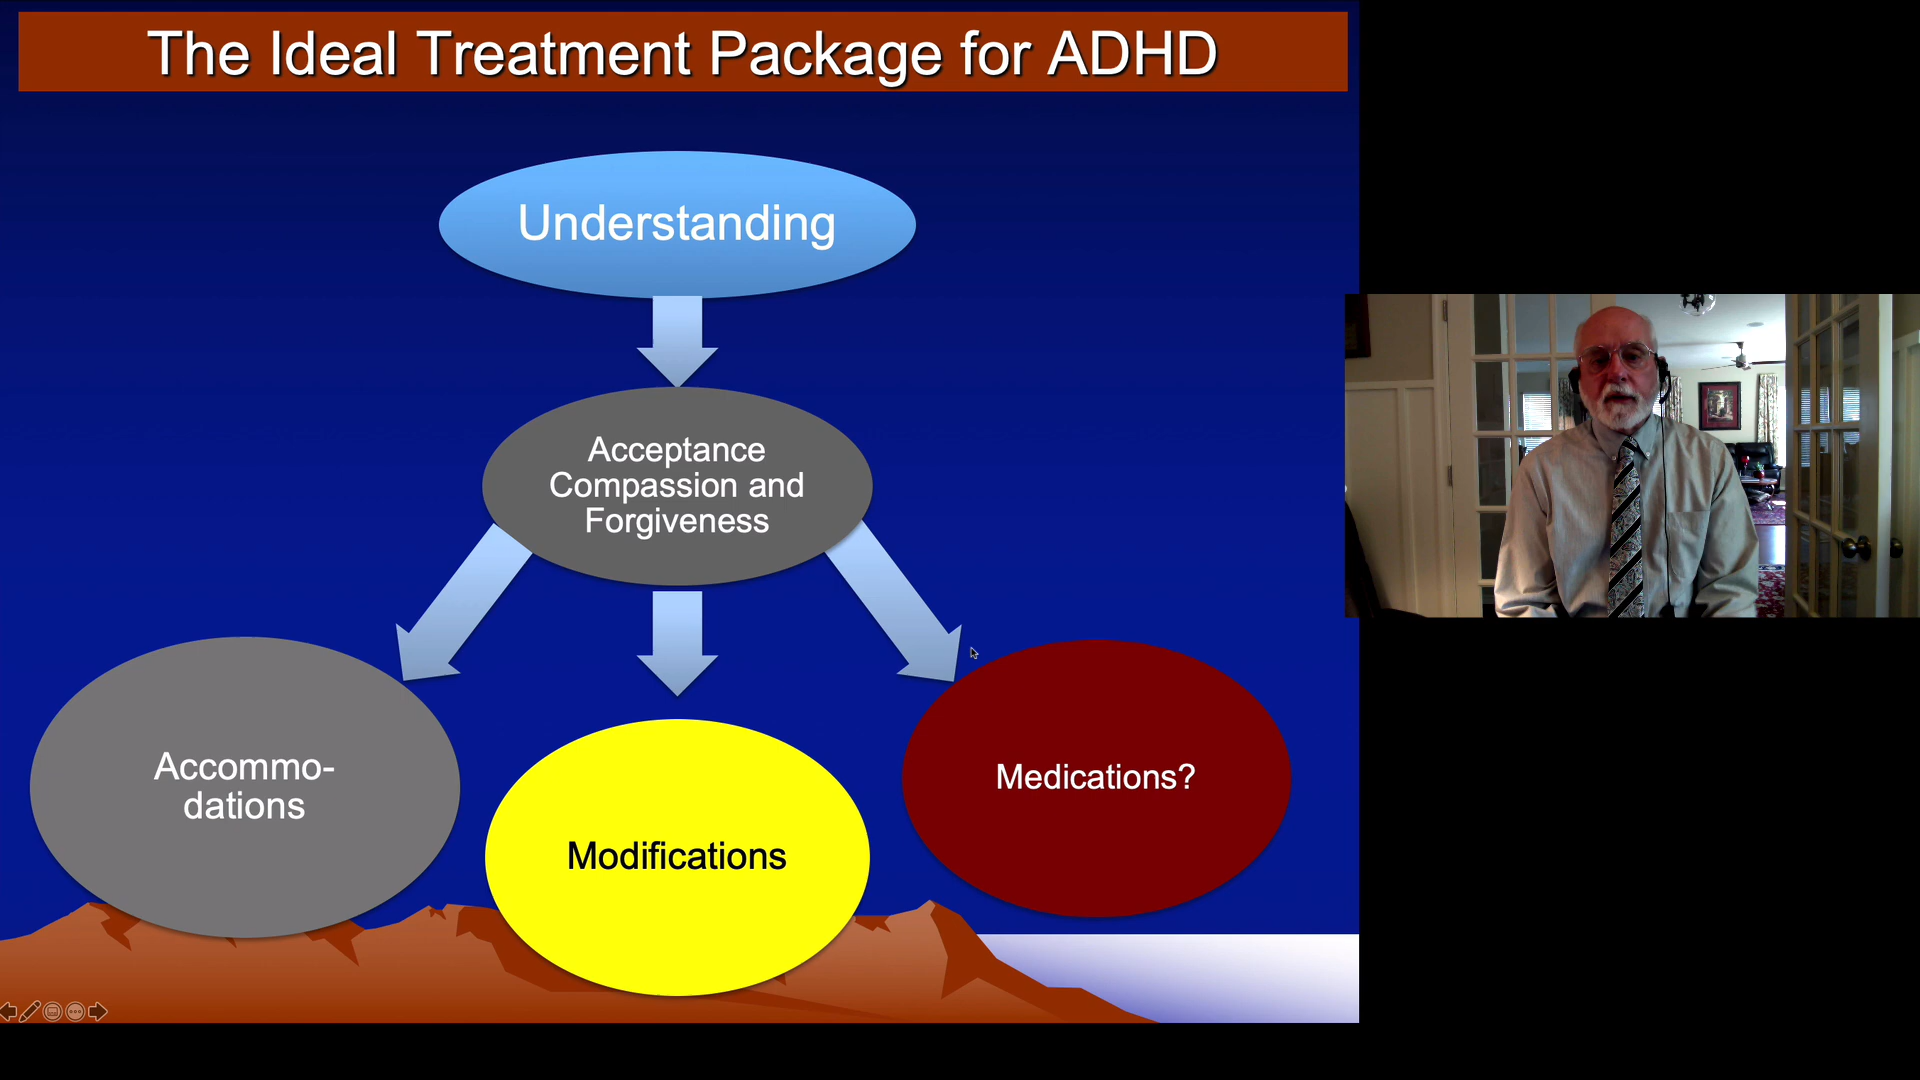 The Ideal Treatment Package for ADHD
Understanding
Acceptance
Compassion and
Forgiveness
Accommo-
dations
Modifications
Medications?